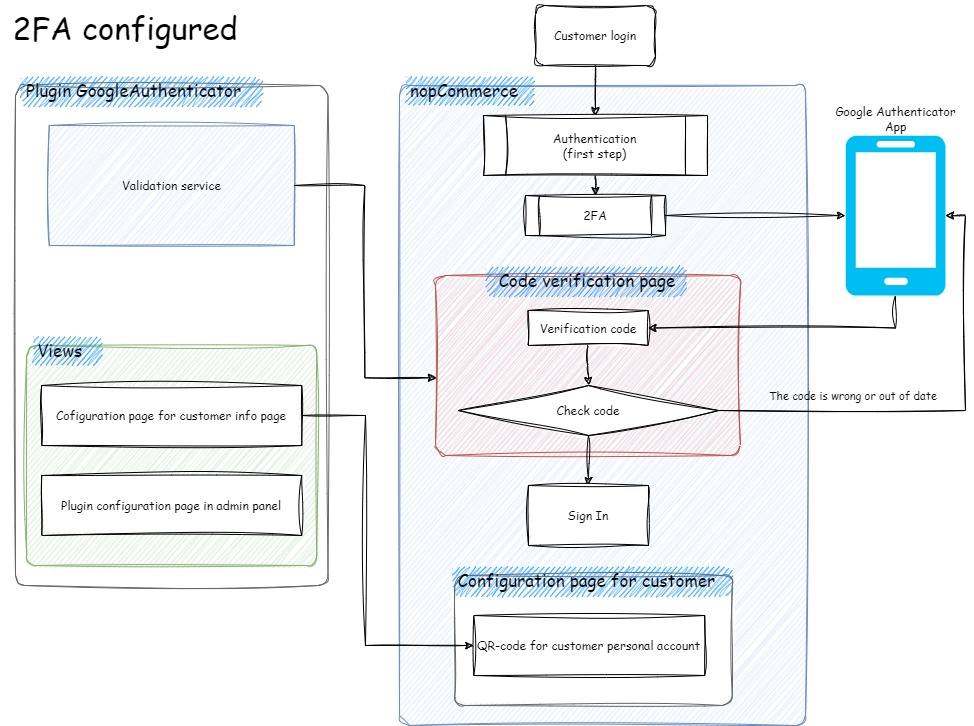 2FA configured
Customer login
Plugin GoogleAuthenticator
nopCommerce
Google Authenticator
App
Authentication
(first step)
Validation service
2FA
Code verification page
Verification code
Views
Check code
The code is wrong or out of date
Cofiguration page for customer info page
Plugin configuration page in admin panel
Sign In
Configuration page for customer
QR-code for customer personal account